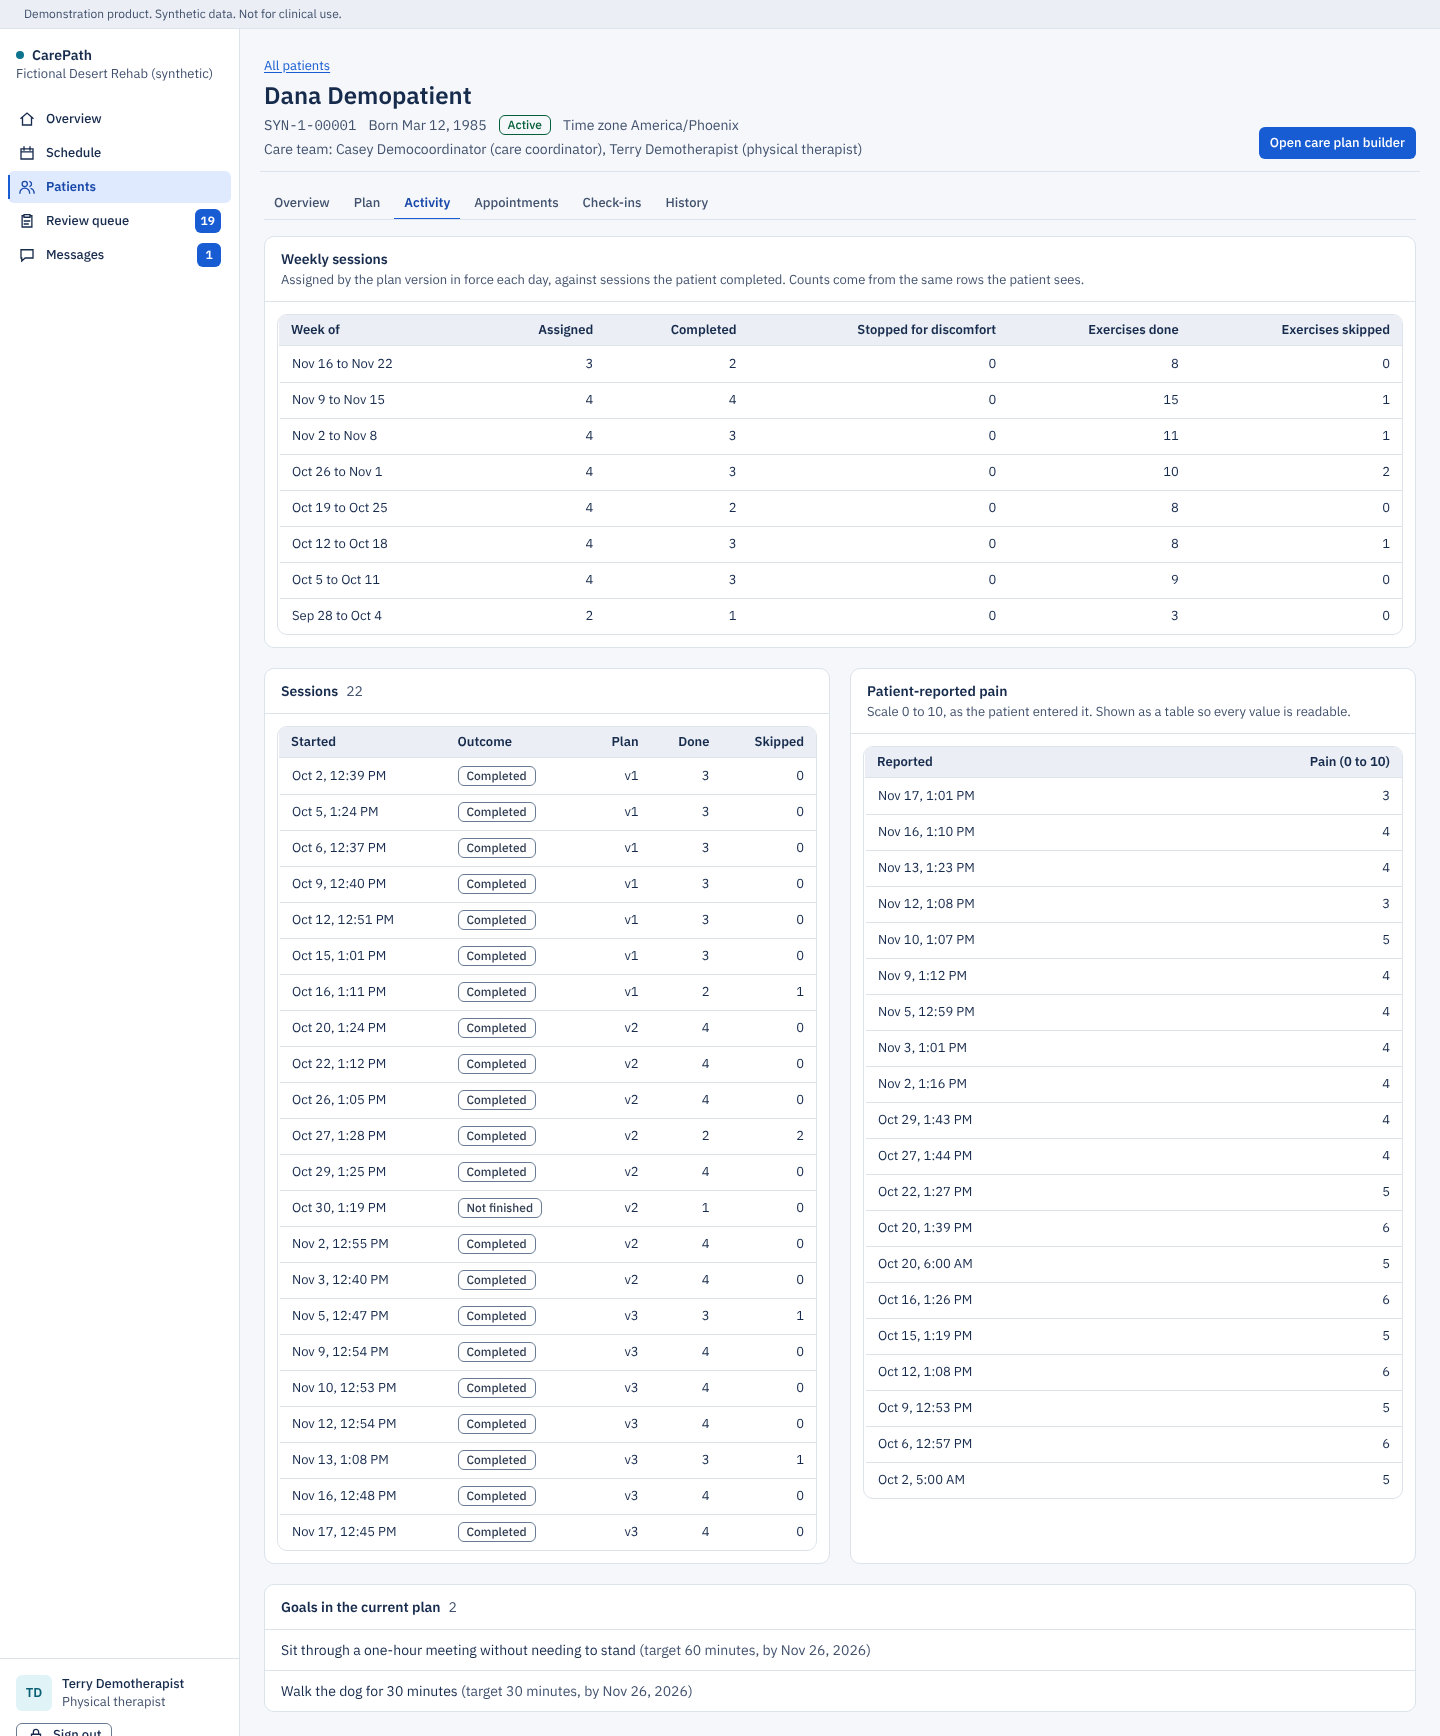 Demonstration product. Synthetic data. Not for clinical use.
CarePath
Fictional Desert Rehab (synthetic)
Overview
Schedule
Patients
Review queue 19
Messages 1
All patients
Dana Demopatient
SYN-1-00001 Born Mar 12, 1985 Active Time zone America/Phoenix
Care team: Casey Democoordinator (care coordinator), Terry Demotherapist (physical therapist)
Open care plan builder
Overview Plan Activity Appointments Check-ins History
Weekly sessions
Assigned by the plan version in force each day, against sessions the patient completed. Counts come from the same rows the patient sees.
Week of Assigned Completed Stopped for discomfort Exercises done Exercises skipped
Nov 16 to Nov 22 3 2 0 8 0
Nov 9 to Nov 15 4 4 0 15 1
Nov 2 to Nov 8 4 3 0 11 1
Oct 26 to Nov 1 4 3 0 10 2
Oct 19 to Oct 25 4 2 0 8 0
Oct 12 to Oct 18 4 3 0 8 1
Oct 5 to Oct 11 4 3 0 9 0
Sep 28 to Oct 4 2 1 0 3 0
Sessions 22
Started Outcome Plan Done Skipped
Oct 2, 12:39 PM Completed v1 3 0
Oct 5, 1:24 PM Completed v1 3 0
Oct 6, 12:37 PM Completed v1 3 0
Oct 9, 12:40 PM Completed v1 3 0
Oct 12, 12:51 PM Completed v1 3 0
Oct 15, 1:01 PM Completed v1 3 0
Oct 16, 1:11 PM Completed v1 2 1
Oct 20, 1:24 PM Completed v2 4 0
Oct 22, 1:12 PM Completed v2 4 0
Oct 26, 1:05 PM Completed v2 4 0
Oct 27, 1:28 PM Completed v2 2 2
Oct 29, 1:25 PM Completed v2 4 0
Oct 30, 1:19 PM Not finished v2 1 0
Nov 2, 12:55 PM Completed v2 4 0
Nov 3, 12:40 PM Completed v2 4 0
Nov 5, 12:47 PM Completed v3 3 1
Nov 9, 12:54 PM Completed v3 4 0
Nov 10, 12:53 PM Completed v3 4 0
Nov 12, 12:54 PM Completed v3 4 0
Nov 13, 1:08 PM Completed v3 3 1
Nov 16, 12:48 PM Completed v3 4 0
Nov 17, 12:45 PM Completed v3 4 0
Patient-reported pain
Scale 0 to 10, as the patient entered it. Shown as a table so every value is readable.
Reported Pain (0 to 10)
Nov 17, 1:01 PM 3
Nov 16, 1:10 PM 4
Nov 13, 1:23 PM 4
Nov 12, 1:08 PM 3
Nov 10, 1:07 PM 5
Nov 9, 1:12 PM 4
Nov 5, 12:59 PM 4
Nov 3, 1:01 PM 4
Nov 2, 1:16 PM 4
Oct 29, 1:43 PM 4
Oct 27, 1:44 PM 4
Oct 22, 1:27 PM 5
Oct 20, 1:39 PM 6
Oct 20, 6:00 AM 5
Oct 16, 1:26 PM 6
Oct 15, 1:19 PM 5
Oct 12, 1:08 PM 6
Oct 9, 12:53 PM 5
Oct 6, 12:57 PM 6
Oct 2, 5:00 AM 5
Goals in the current plan 2
Sit through a one-hour meeting without needing to stand (target 60 minutes, by Nov 26, 2026)
Walk the dog for 30 minutes (target 30 minutes, by Nov 26, 2026)
TD
Terry Demotherapist
Physical therapist
Sign out